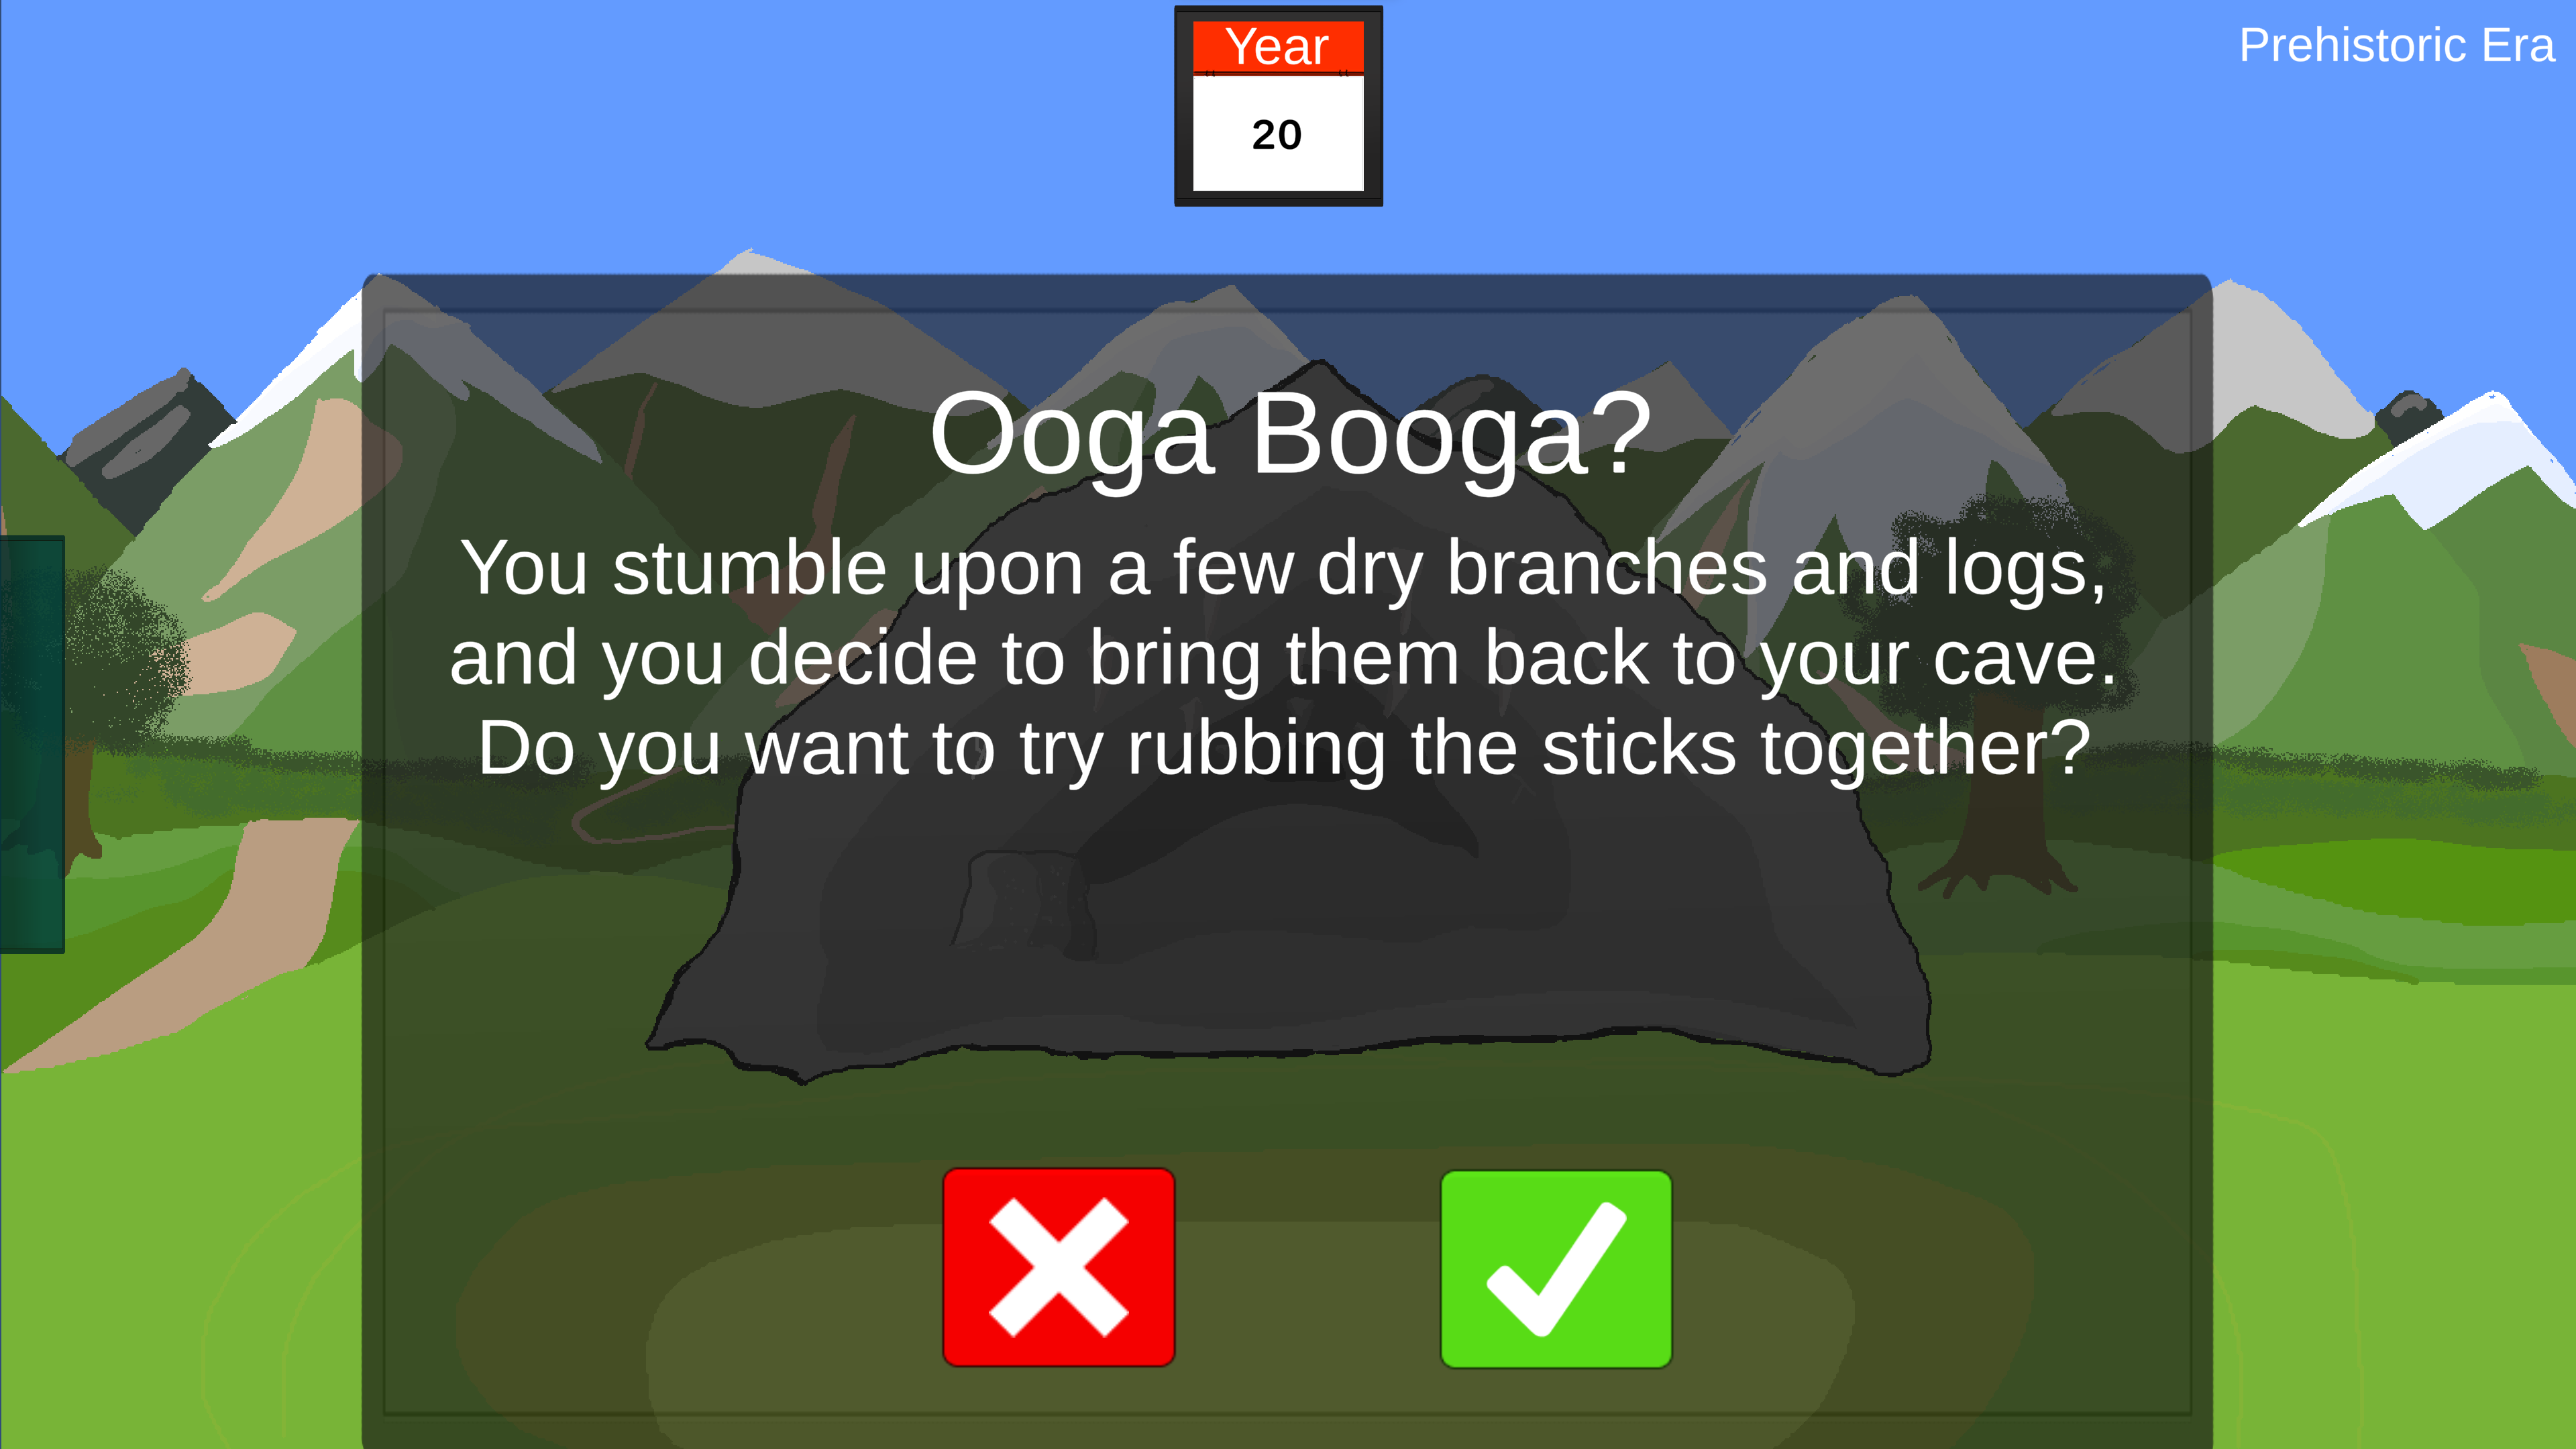 Year
20
Prehistoric Era
Ooga Booga?
You stumble upon a few dry branches and logs,
and you decide to bring them back to your cave.
Do you want to try rubbing the sticks together?